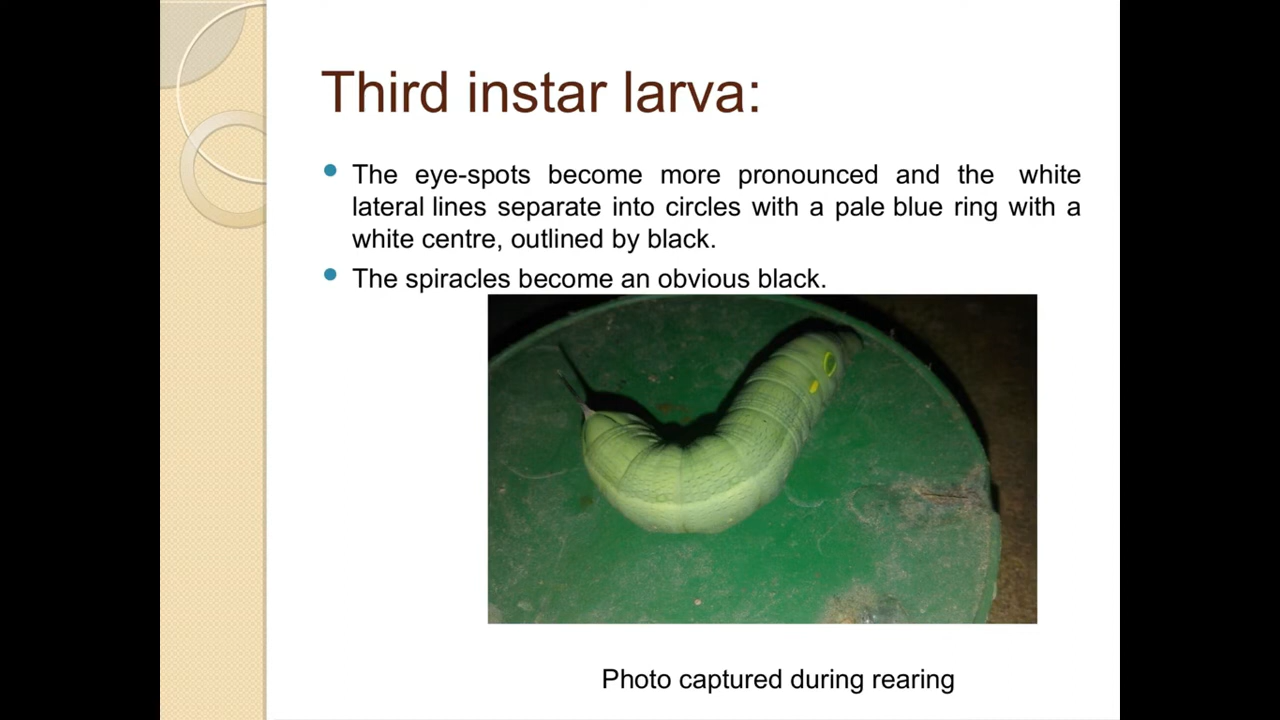 Third instar larva:
The eye-spots become more pronounced and the white
lateral lines separate into circles with a pale blue ring with a
white centre, outlined by black.
The spiracles become an obvious black.
Photo captured during rearing